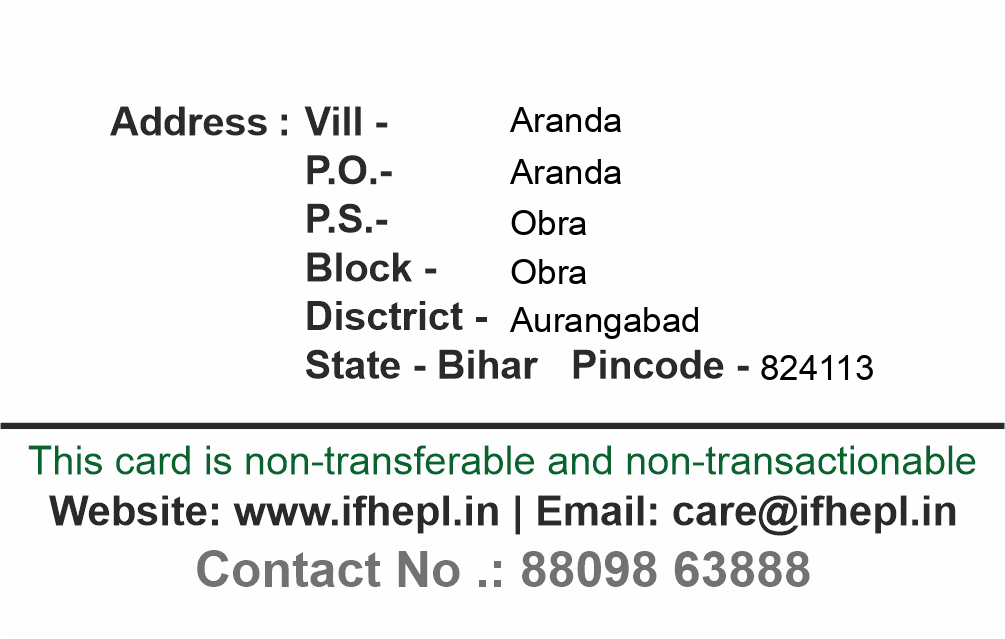 Address : Vill - Aranda
P.O.- Aranda
P.S.- Obra
Block - Obra
Disctrict - Aurangabad
State - Bihar Pincode - 824113
This card is non-transferable and non-transactionable
Website: www.ifhepl.in | Email: care@ifhepl.in
Contact No .: 88098 63888